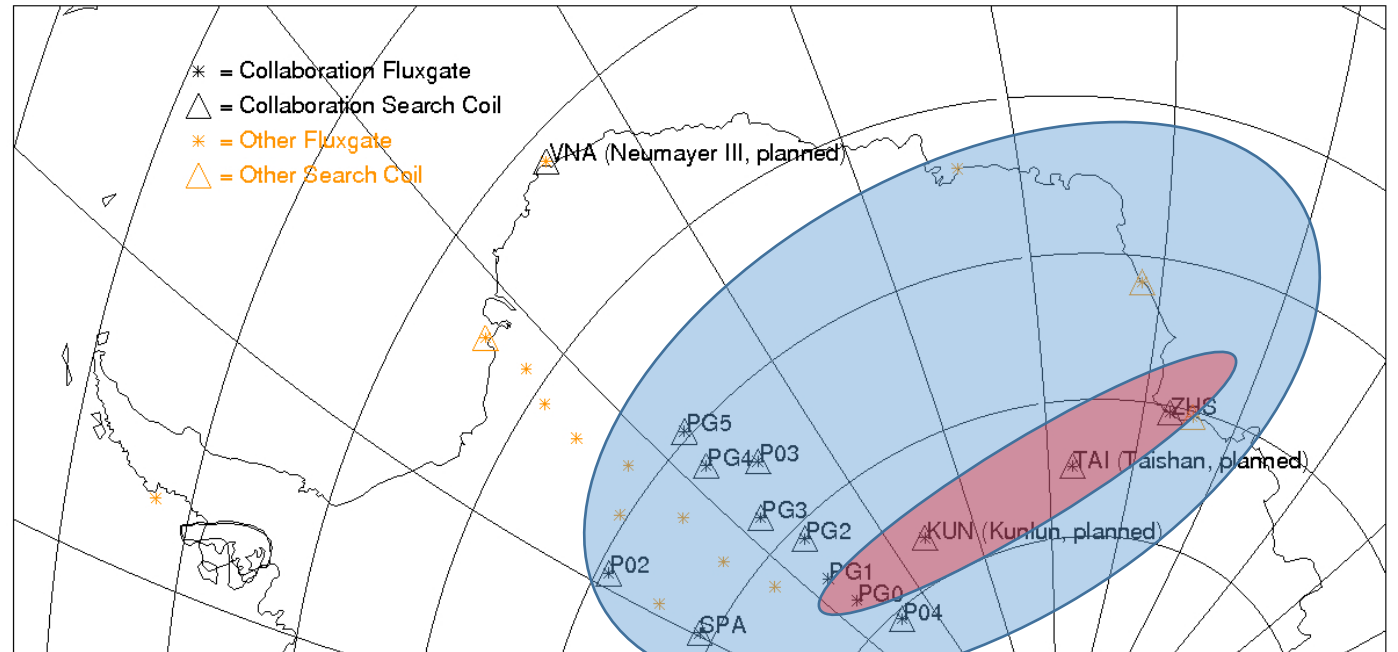 = Collaboration Fluxgate
= Collaboration Search Coil
= Other Fluxgate
= Other Search Coil
VNA (Neumayer III, planned)
ZHS
PG5
PG4
P03
TAI (Taishan, planned)
PG3
PG2
KUN (Kunlun, planned)
P02
PG1
PG0
P04
SPA